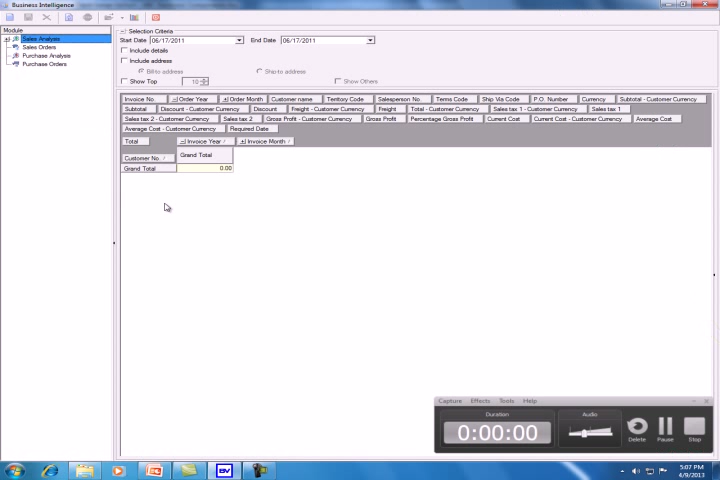 Business Intelligence
Module
Sales Analysis
Sales Orders
Purchase Analysis
Purchase Orders
Selection Criteria
Start Date 06/17/2011 End Date 06/17/2011
Include details
Include address
Bill-to address Ship-to address
Show Top 10 Show Others
Invoice No. Order Year Order Month Customer name Territory Code Salesperson No. Terms Code Ship Via Code P.O. Number Currency Subtotal - Customer Currency
Subtotal Discount - Customer Currency Discount Freight - Customer Currency Freight Total - Customer Currency Sales tax 1 - Customer Currency Sales tax 1
Sales tax 2 - Customer Currency Sales tax 2 Gross Profit - Customer Currency Gross Profit Percentage Gross Profit Current Cost Current Cost - Customer Currency Average Cost
Average Cost - Customer Currency Required Date
Total Invoice Year Invoice Month
Customer No. Grand Total
Grand Total 0.00
Capture Effects Tools Help
Duration Audio
0:00:00
Delete Pause Stop
BV
5:07 PM
4/9/2013